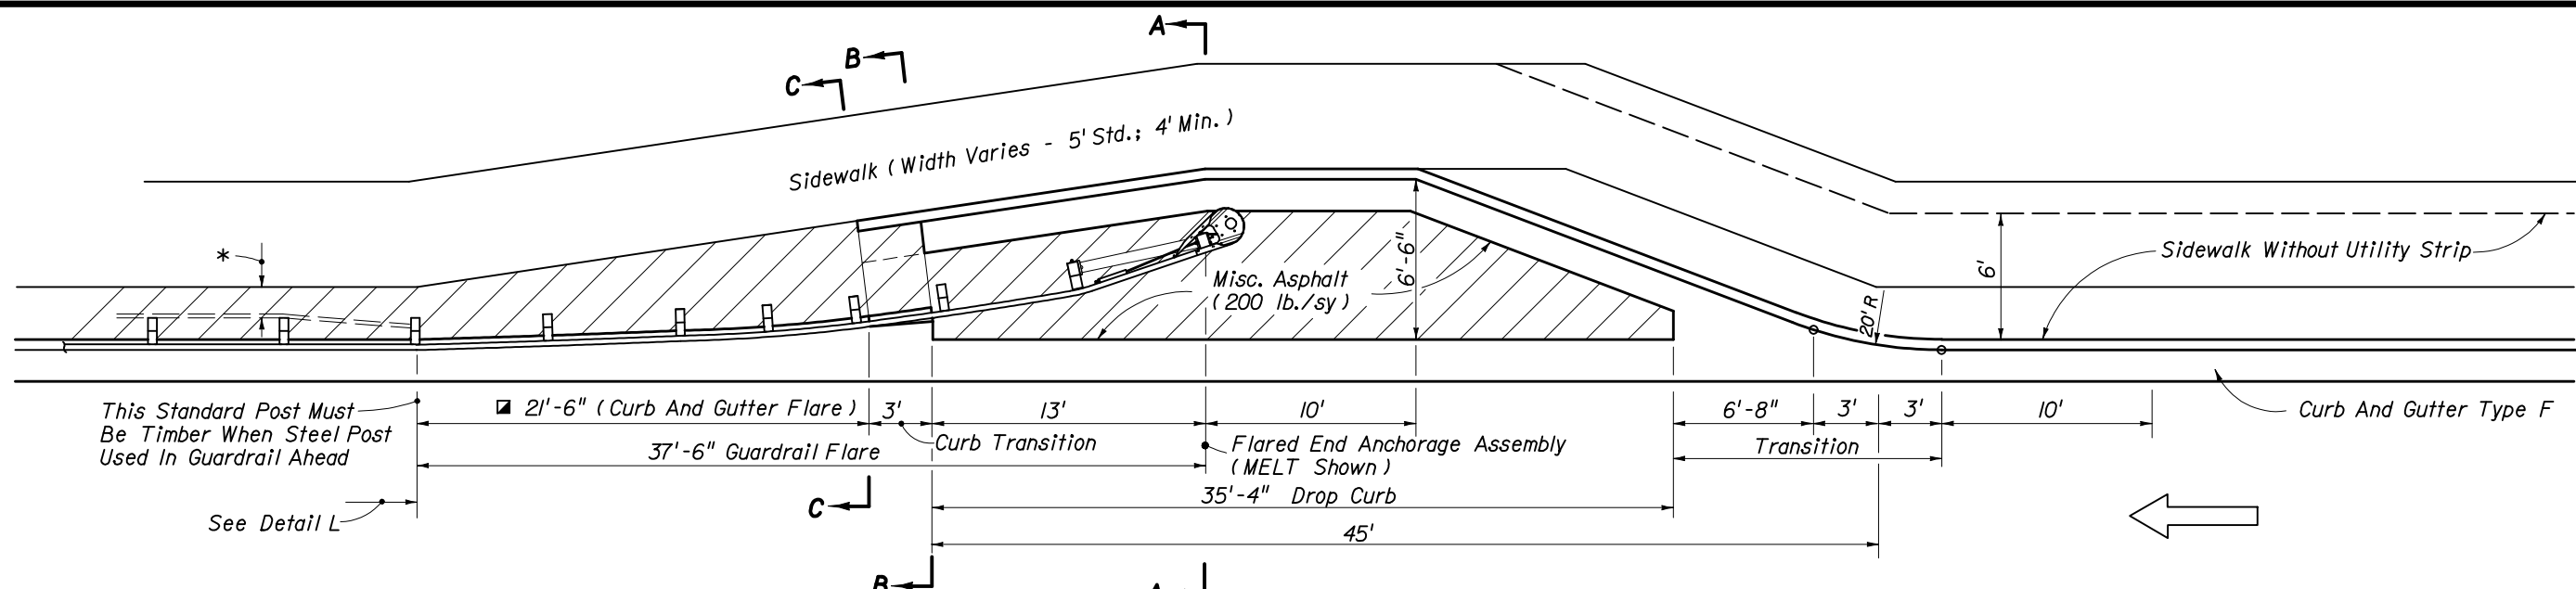 A
B
C
Sidewalk (Width Varies - 5' Std.; 4' Min.)
*
Misc. Asphalt
(200 lb./sy)
6'-6"
20' R
6'
Sidewalk Without Utility Strip
This Standard Post Must
Be Timber When Steel Post
Used In Guardrail Ahead
21'-6" (Curb And Gutter Flare)
3'
13'
10'
6'-8"
3'
3'
10'
Curb And Gutter Type F
Curb Transition
37'-6" Guardrail Flare
Flared End Anchorage Assembly
(MELT Shown)
Transition
35'-4" Drop Curb
C
See Detail L
45'
B
A